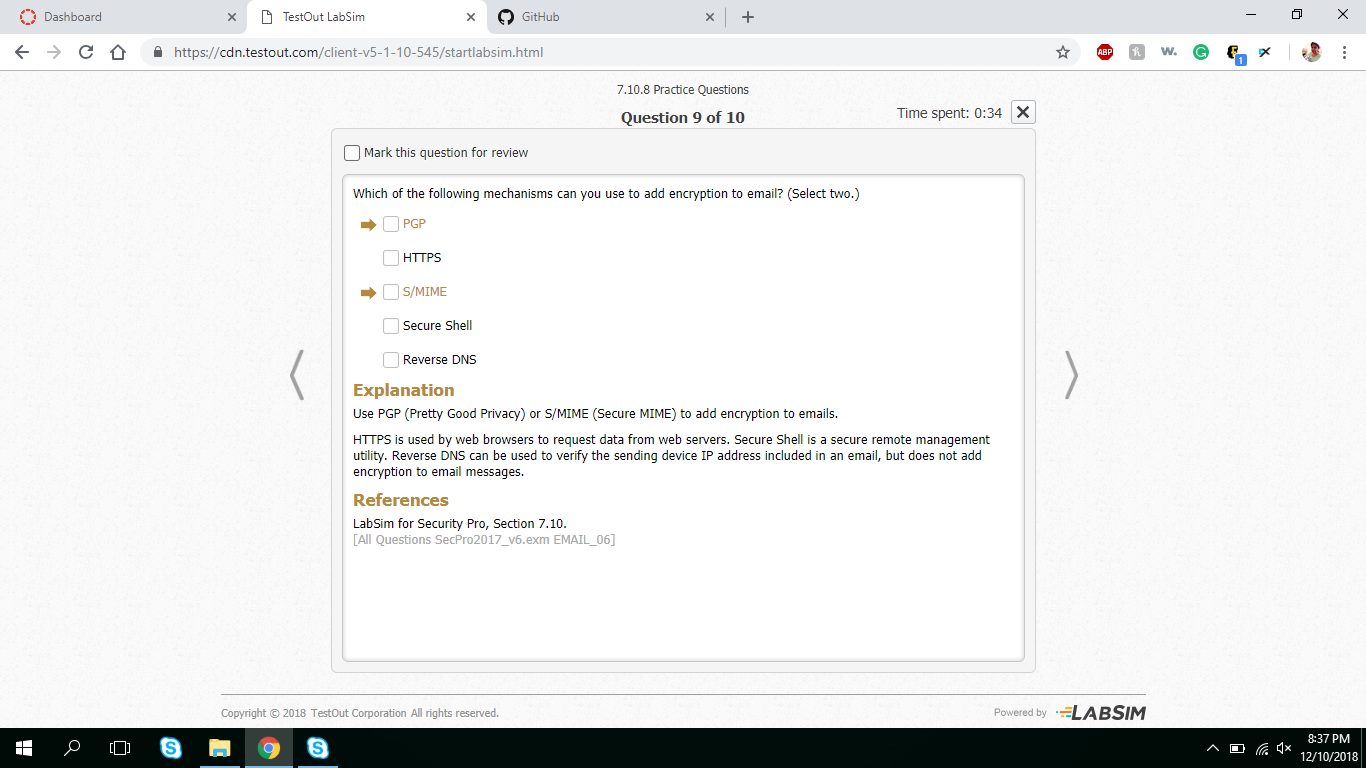 Dashboard
TestOut LabSim
GitHub
https://cdn.testout.com/client-v5-1-10-545/startlabsim.html
ABP
w.
1
7.10.8 Practice Questions
Question 9 of 10
Time spent: 0:34
Mark this question for review
Which of the following mechanisms can you use to add encryption to email? (Select two.)
PGP
HTTPS
S/MIME
Secure Shell
Reverse DNS
Explanation
Use PGP (Pretty Good Privacy) or S/MIME (Secure MIME) to add encryption to emails.
HTTPS is used by web browsers to request data from web servers. Secure Shell is a secure remote management
utility. Reverse DNS can be used to verify the sending device IP address included in an email, but does not add
encryption to email messages.
References
LabSim for Security Pro, Section 7.10.
[All Questions SecPro2017_v6.exm EMAIL_06]
Copyright © 2018 TestOut Corporation All rights reserved.
Powered by LABSIM
8:37 PM
12/10/2018